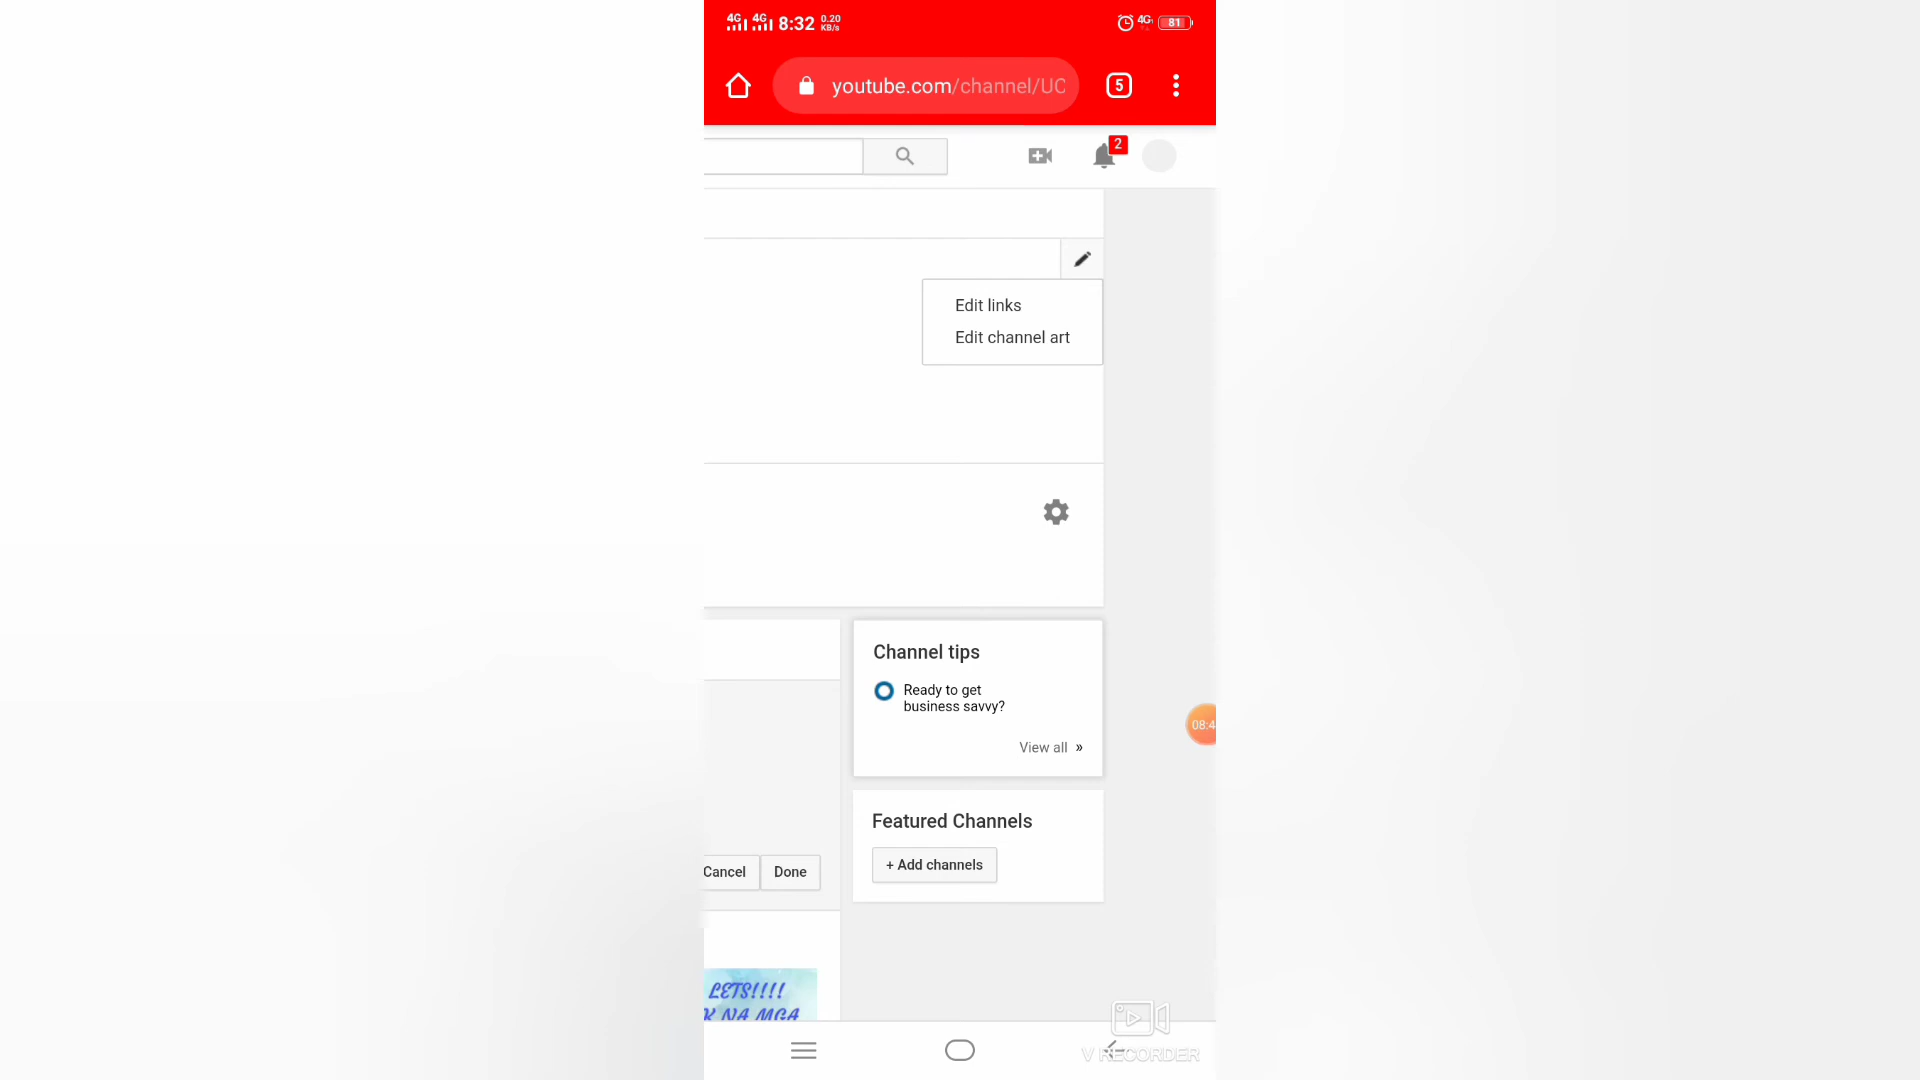 4G 4G 8:32 0.20 KB/s 4G 81
youtube.com/channel/UC 5
2
Edit links
Edit channel art
Channel tips
Ready to get
business savvy?
08:4
View all »
Featured Channels
+ Add channels
Cancel Done
LETS!!!!
K NA MGA
V RECORDER